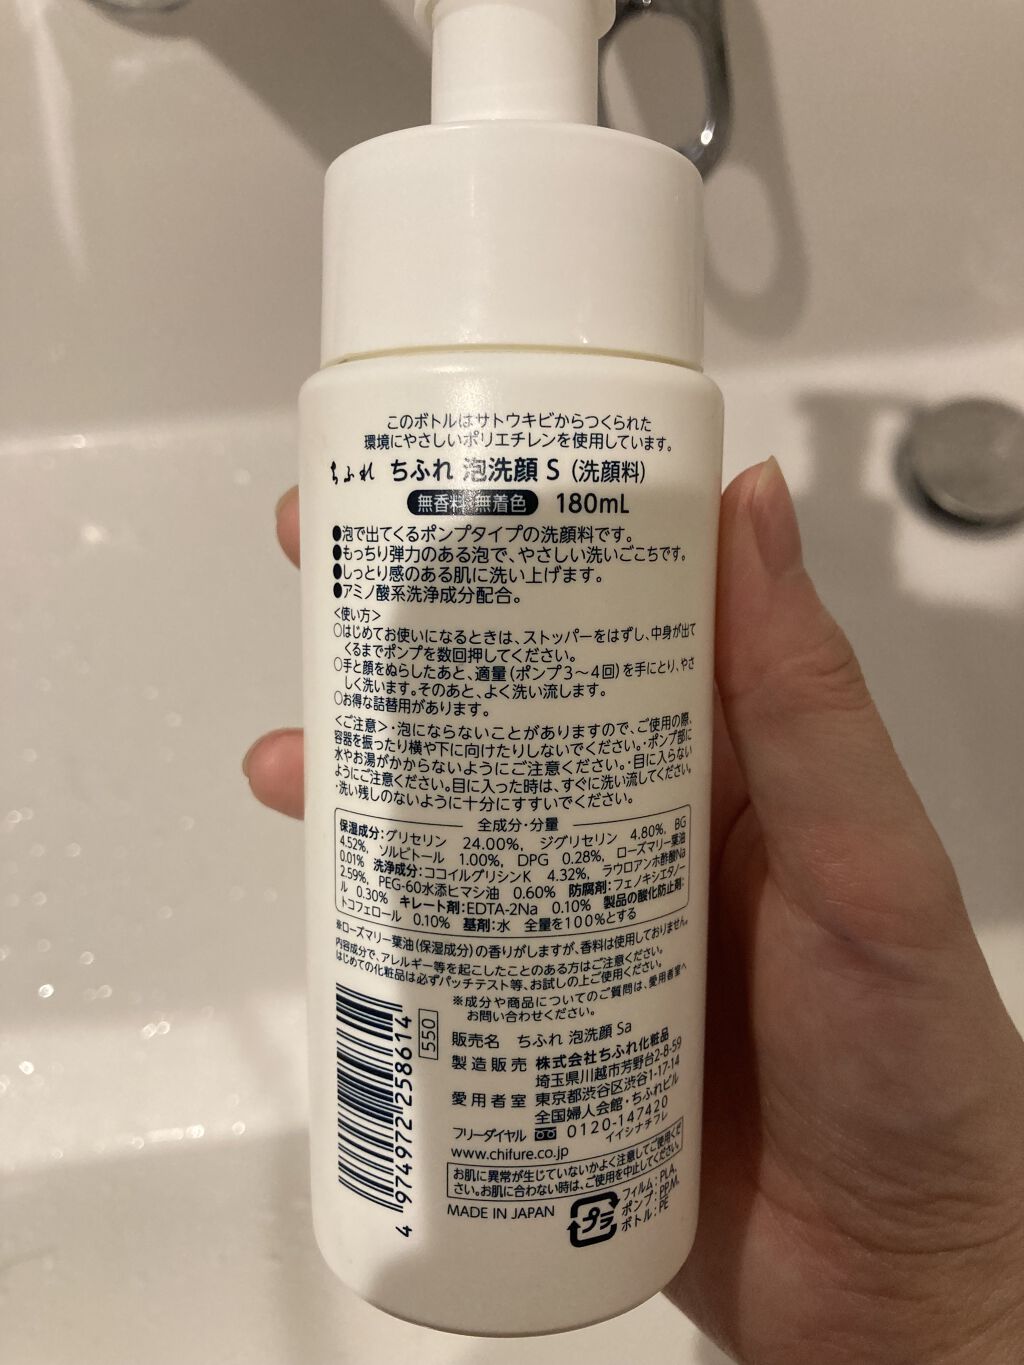 このボトルはサトウキビからつくられた
環境にやさしいポリエチレンを使用しています。
ちふれ ちふれ 泡洗顔 S (洗顔料)
無香料 無着色 180mL
●泡で出てくるポンプタイプの洗顔料です。
●もっちり弾力のある泡で、やさしい洗いごこちです。
●しっとり感のある肌に洗い上げます。
●アミノ酸系洗浄成分配合。
<使い方>
○はじめてお使いになるときは、ストッパーをはずし、中身が出て
くるまでポンプを数回押してください。
○手と顔をぬらしたあと、適量(ポンプ3〜4回)を手にとり、やさ
しく洗います。そのあと、よく洗い流します。
○お得な詰替用があります。
<ご注意>・泡にならないことがありますので、ご使用の際、
容器を振ったり横や下に向けたりしないでください。・ポンプ部に
水やお湯がかからないようにご注意ください。・目に入らない
ようにご注意ください。目に入った時は、すぐに洗い流してください。
・洗い残しのないように十分にすすいでください。
全成分・分量
保湿成分:グリセリン 24.00%, ジグリセリン 4.80%, BG
4.52%, ソルビトール 1.00%, DPG 0.28%, ローズマリー葉油
0.01% 洗浄成分:ココイルグリシンK 4.32%, ラウロアンホ酢酸Na
2.59%, PEG-60水添ヒマシ油 0.60% 防腐剤:フェノキシエタノー
ル 0.30% キレート剤:EDTA-2Na 0.10% 製品の酸化防止剤:
トコフェロール 0.10% 基剤:水 全量を100%とする
※ローズマリー葉油(保湿成分)の香りがしますが、香料は使用しておりません。
内容成分で、アレルギー等を起こしたことのある方はご注意ください。
はじめての化粧品は必ずパッチテスト等、お試しの上ご使用ください。
※成分や商品についてのご質問は、愛用者室へ
お問い合わせください。
550
販売名 ちふれ 泡洗顔 Sa
製造販売 株式会社ちふれ化粧品
埼玉県川越市芳野台2-8-59
愛用者室 東京都渋谷区渋谷1-17-14
全国婦人会館・ちふれビル
フリーダイヤル 0120-147420
イイシナチフレ
www.chifure.co.jp
お肌に異常が生じていないかよく注意してご使用くだ
さい。お肌に合わない時は、ご使用を中止してください。
MADE IN JAPAN
プラ
フィルム:PLA,
ポンプ:PP,M,
ボトル:PE
4 974972 258614